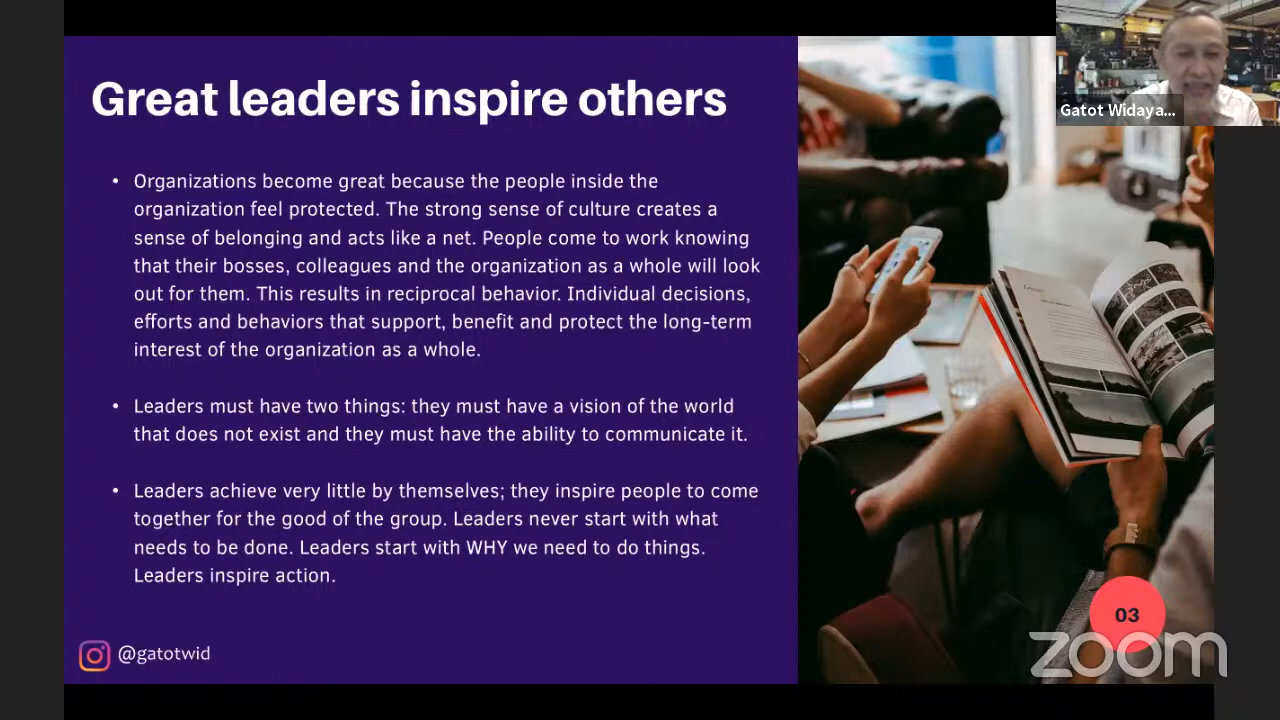 Great leaders inspire others
Gatot Widaya...
• Organizations become great because the people inside the
organization feel protected. The strong sense of culture creates a
sense of belonging and acts like a net. People come to work knowing
that their bosses, colleagues and the organization as a whole will look
out for them. This results in reciprocal behavior. Individual decisions,
efforts and behaviors that support, benefit and protect the long-term
interest of the organization as a whole.
• Leaders must have two things: they must have a vision of the world
that does not exist and they must have the ability to communicate it.
• Leaders achieve very little by themselves; they inspire people to come
together for the good of the group. Leaders never start with what
needs to be done. Leaders start with WHY we need to do things.
Leaders inspire action.
@gatotwid
03
zoom